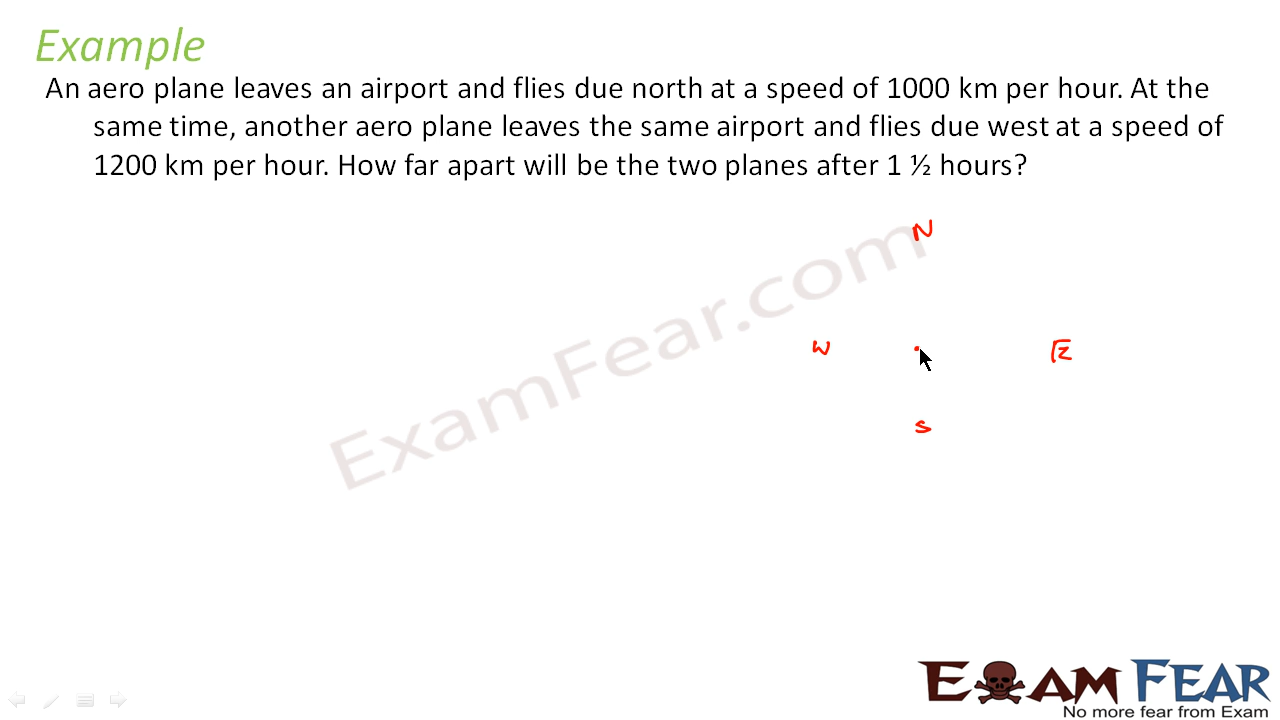 Example
An aero plane leaves an airport and flies due north at a speed of 1000 km per hour. At the
same time, another aero plane leaves the same airport and flies due west at a speed of
1200 km per hour. How far apart will be the two planes after 1 ½ hours?
N
W E
S
ExamFear.com
EXAM FEAR
No more fear from Exam